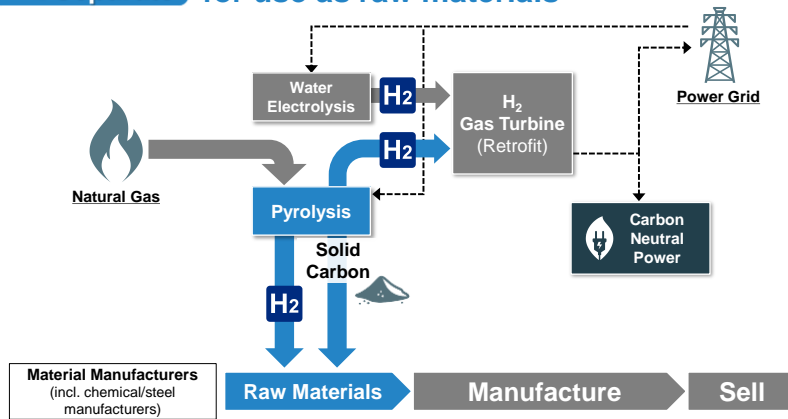 for use as raw materials
Water
Electrolysis
H2
H2
Gas Turbine
(Retrofit)
Power Grid
H2
Natural Gas
Pyrolysis
Carbon
Neutral
Power
Solid
Carbon
H2
Material Manufacturers
(incl. chemical/steel
manufacturers)
Raw Materials
Manufacture
Sell